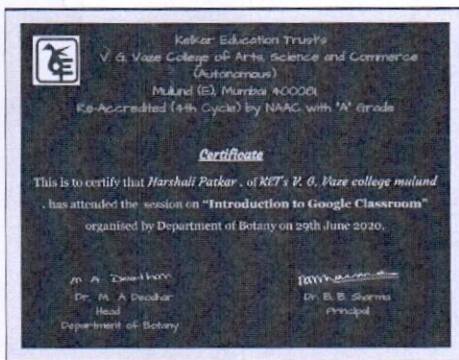 Kelkar Education Trust's
V. G. Vaze College of Arts, Science and Commerce
(Autonomous)
Mulund (E), Mumbai 400081
Re-Accredited (4th Cycle) by NAAC with "A" Grade
Certificate
This is to certify that Harshali Patkar , of KET's V. G. Vaze college mulund
, has attended the session on "Introduction to Google Classroom"
organised by Department of Botany on 29th June 2020.
M A Deodhar
Dr. M. A Deodhar
Dr. B. B. Sharma
Head
Principal
Department of Botany